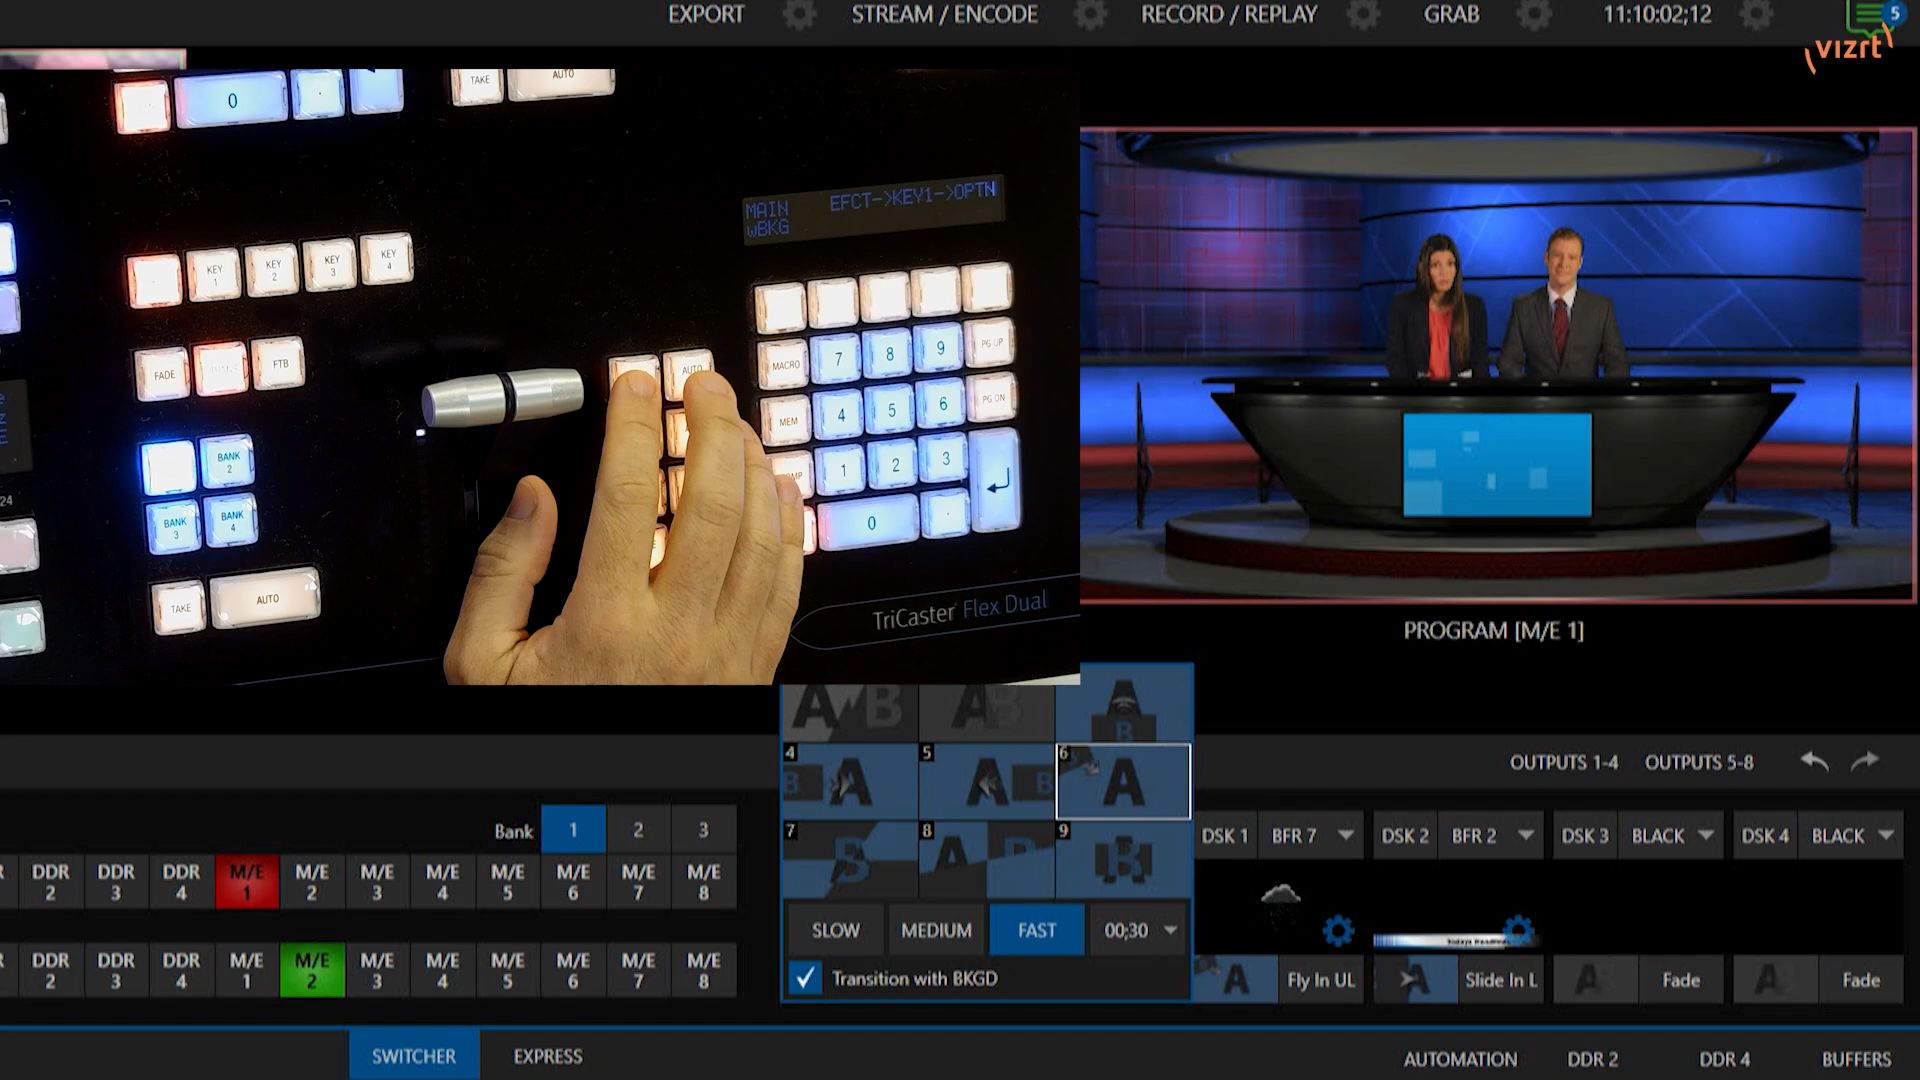 EXPORT
STREAM / ENCODE
RECORD / REPLAY
GRAB
11:10:02;12
5
vizrt
0
.
TAKE
AUTO
MAIN EFCT->KEY1->OPTN
wBKG
KEY 1
KEY 2
KEY 3
KEY 4
FADE
FTB
AUTO
MACRO
7
8
9
PG UP
MEM
4
5
6
PG DN
1
2
3
0
.
BANK 2
BANK 3
BANK 4
24
TAKE
AUTO
TriCaster Flex Dual
PROGRAM [M/E 1]
A B
A B
A B
4 B A
5 A B
6 A
7 B
8 A B
9 B
SLOW
MEDIUM
FAST
00;30
Transition with BKGD
OUTPUTS 1-4
OUTPUTS 5-8
Bank
1
2
3
DDR 2
DDR 3
DDR 4
M/E 1
M/E 2
M/E 3
M/E 4
M/E 5
M/E 6
M/E 7
M/E 8
DDR 2
DDR 3
DDR 4
M/E 1
M/E 2
M/E 3
M/E 4
M/E 5
M/E 6
M/E 7
M/E 8
DSK 1
BFR 7
DSK 2
BFR 2
DSK 3
BLACK
DSK 4
BLACK
A
Fly In UL
A
Slide In L
A
Fade
A
Fade
SWITCHER
EXPRESS
AUTOMATION
DDR 2
DDR 4
BUFFERS